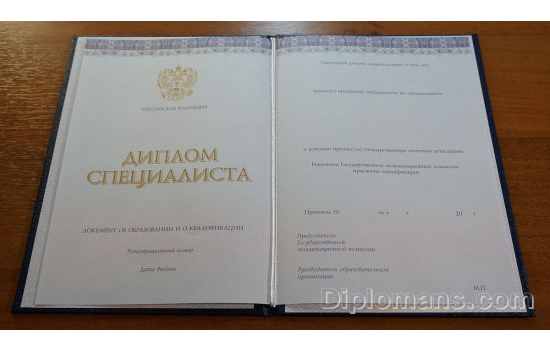 РОССИЙСКАЯ ФЕДЕРАЦИЯ
ДИПЛОМ
СПЕЦИАЛИСТА
ДОКУМЕНТ ОБ ОБРАЗОВАНИИ И О КВАЛИФИКАЦИИ
Регистрационный номер
Дата выдачи
Настоящий диплом свидетельствует о том, что
освоил(а) программу специалитета по специальности
и успешно прошел(ла) государственную итоговую аттестацию
Решением Государственной экзаменационной комиссии
присвоена квалификация
Протокол № от « » 20 г.
Председатель
Государственной
экзаменационной комиссии
Руководитель образовательной
организации
М.П.
Diplomans.com